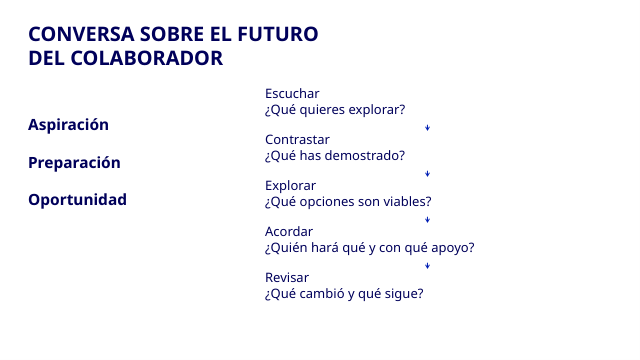 CONVERSA SOBRE EL FUTURO
DEL COLABORADOR
Aspiración
Preparación
Oportunidad
Escuchar
¿Qué quieres explorar?
Contrastar
¿Qué has demostrado?
Explorar
¿Qué opciones son viables?
Acordar
¿Quién hará qué y con qué apoyo?
Revisar
¿Qué cambió y qué sigue?